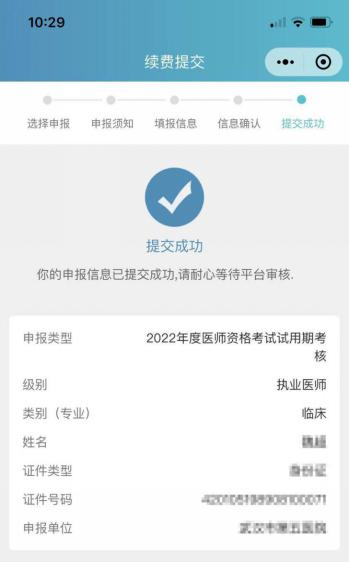 10:29
续费提交
选择申报 申报须知 填报信息 信息确认 提交成功
提交成功
你的申报信息已提交成功,请耐心等待平台审核.
申报类型 2022年度医师资格考试试用期考
核
级别 执业医师
类别（专业） 临床
姓名
证件类型
证件号码
申报单位